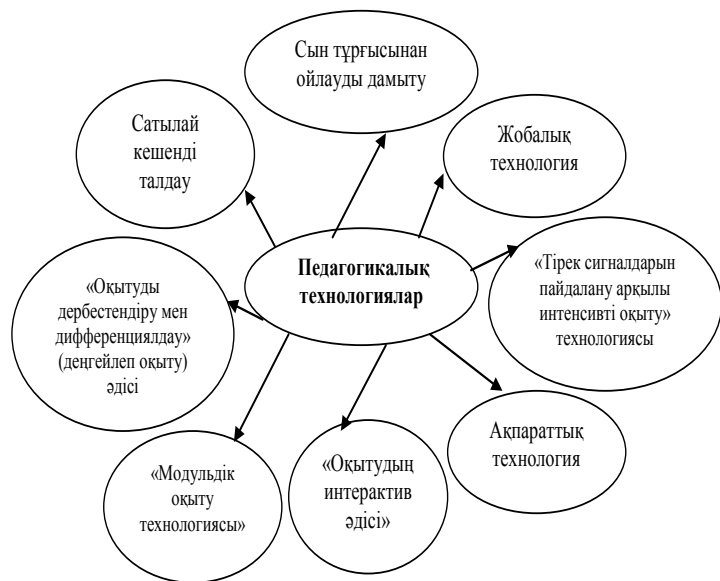 Сын тұрғысынан
ойлауды дамыту
Сатылай
кешенді
талдау
Жобалық
технология
Педагогикалық
технологиялар
«Тірек сигналдарын
пайдалану арқылы
интенсивті оқыту»
технологиясы
«Оқытуды
дербестендіру мен
дифференциялдау»
(деңгейлеп оқыту)
әдісі
Ақпараттық
технология
«Модульдік
оқыту
технологиясы»
«Оқытудың
интерактив
әдісі»